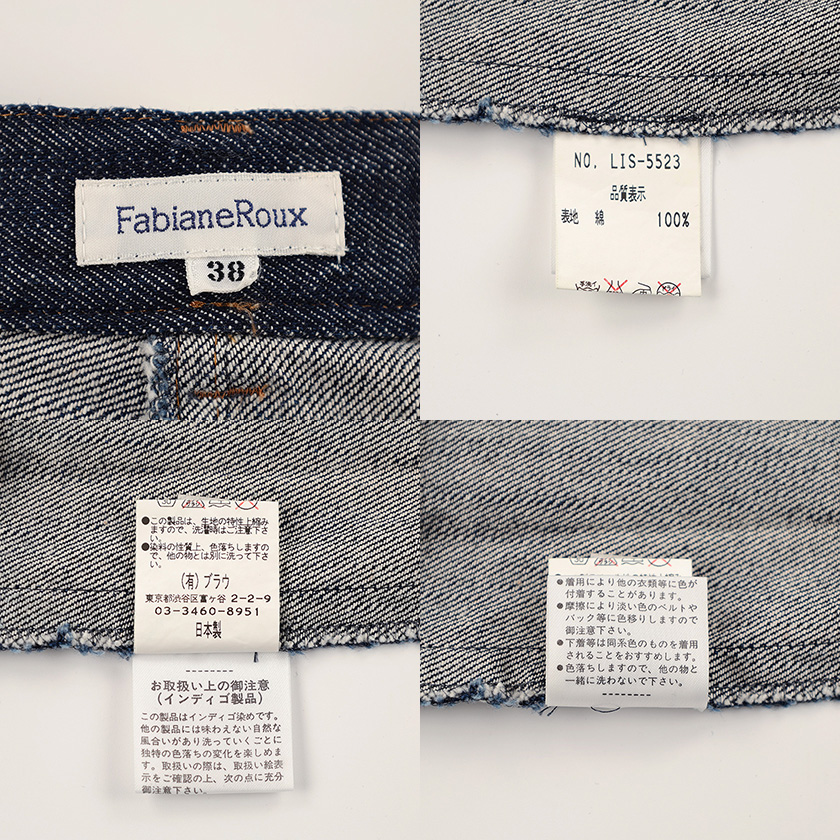 FabianeRoux
38
NO. LIS-5523
品質表示
表地 綿 100%
●この製品は、生地の特性上縮み
ますので、洗濯時はご注意下
さい。
●染料の性質上、色落ちしますの
で、他の物とは別に洗って下さ
い。
(有)ブラウ
東京都渋谷区富ヶ谷 2-2-9
03-3460-8951
日本製
お取扱い上の御注意
(インディゴ製品)
この製品はインディゴ染めです。
他の製品には味わえない自然な
風合いがあり洗っていくごとに
独特の色落ちの変化を楽しめま
す。取扱いの際は、取扱い絵表
示をご確認の上、次の点に充分
御注意下さい。
●着用により他の衣類等に色が
付着することがあります。
●摩擦により淡い色のベルトや
バック等に色移りしますので
御注意下さい。
●下着等は同系色のものを着用
されることをおすすめします。
●色落ちしますので、他の物と
一緒に洗わないで下さい。